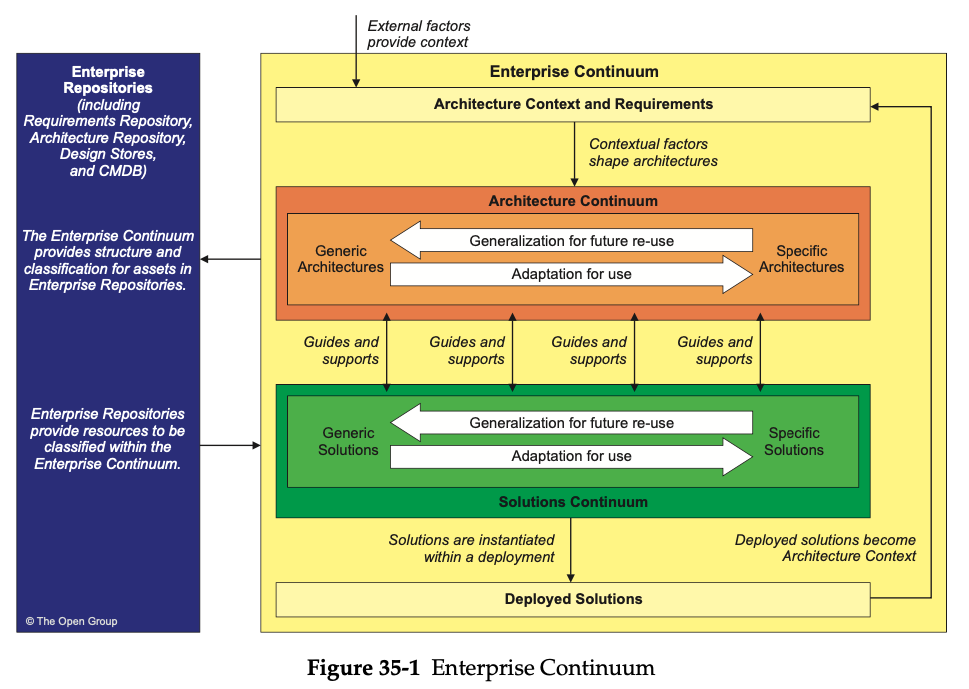 External factors
provide context
Enterprise
Repositories
(including
Requirements Repository,
Architecture Repository,
Design Stores,
and CMDB)
The Enterprise Continuum
provides structure and
classification for assets in
Enterprise Repositories.
Enterprise Repositories
provide resources to be
classified within the
Enterprise Continuum.
© The Open Group
Enterprise Continuum
Architecture Context and Requirements
Contextual factors
shape architectures
Architecture Continuum
Generic
Architectures
Generalization for future re-use
Adaptation for use
Specific
Architectures
Guides and
supports
Guides and
supports
Guides and
supports
Guides and
supports
Generic
Solutions
Generalization for future re-use
Adaptation for use
Specific
Solutions
Solutions Continuum
Solutions are instantiated
within a deployment
Deployed solutions become
Architecture Context
Deployed Solutions
Figure 35-1 Enterprise Continuum